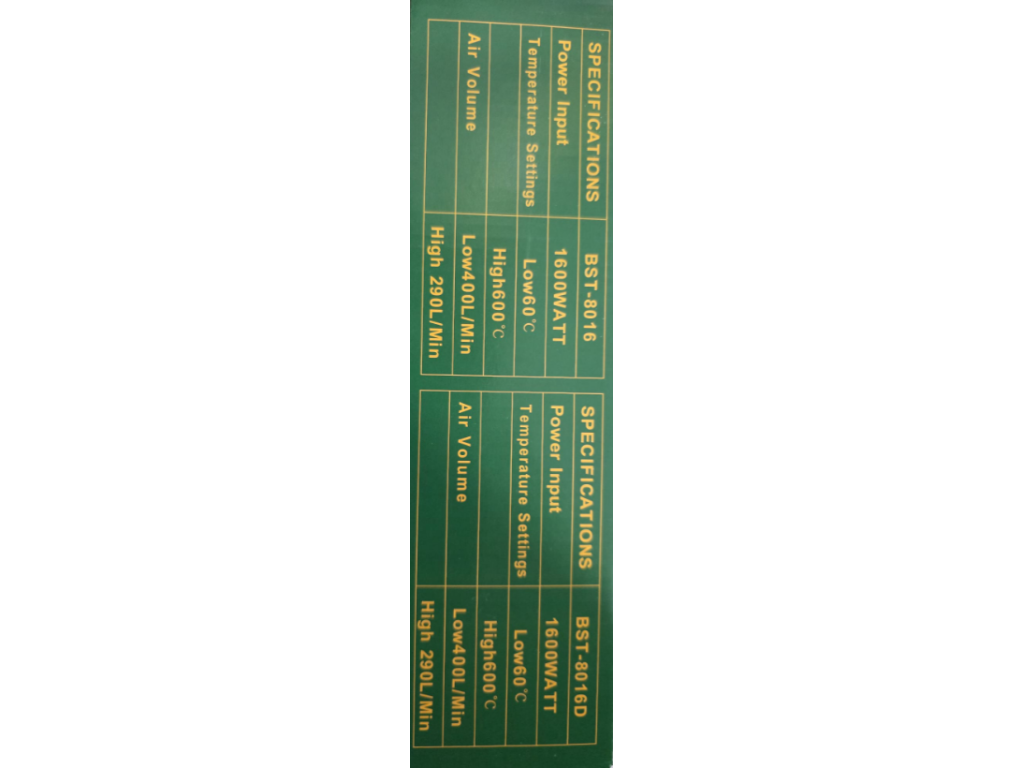 SPECIFICATIONS BST-8016
Power Input 1600WATT
Temperature Settings Low60℃
High600℃
Air Volume Low400L/Min
High 290L/Min
SPECIFICATIONS BST-8016D
Power Input 1600WATT
Temperature Settings Low60℃
High600℃
Air Volume Low400L/Min
High 290L/Min